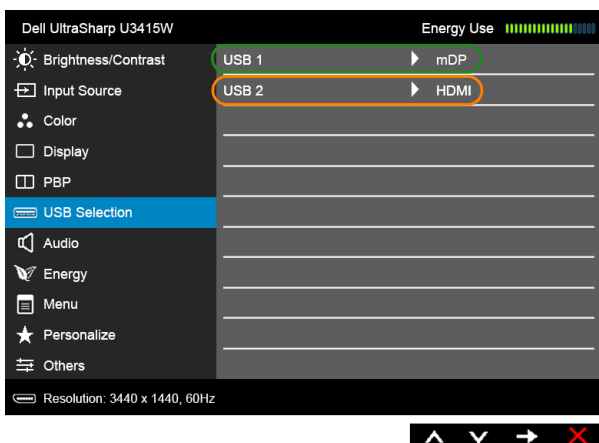 Dell UltraSharp U3415W Energy Use
Brightness/Contrast USB 1 mDP
Input Source USB 2 HDMI
Color
Display
PBP
USB Selection
Audio
Energy
Menu
Personalize
Others
Resolution: 3440 x 1440, 60Hz